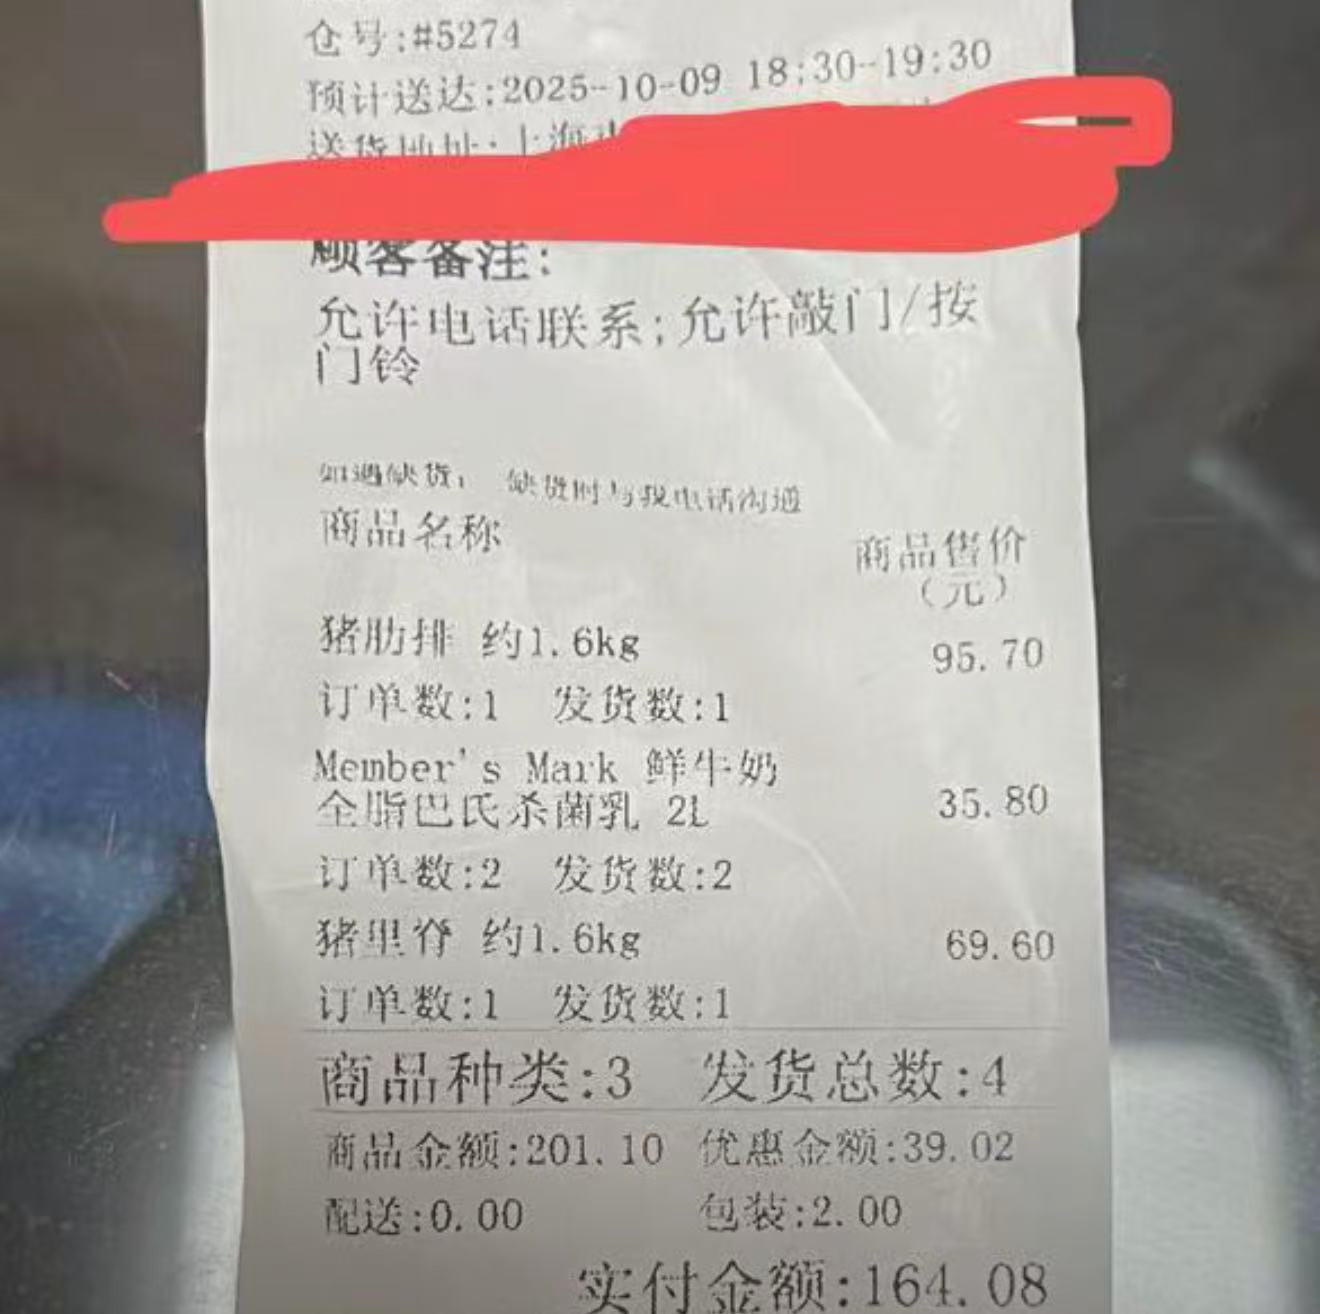 仓号:#5274
预计送达:2025-10-09 18:30-19:30
送货地址:上海市
顾客备注:
允许电话联系;允许敲门/按
门铃
如遇缺货: 缺货时与我电话沟通
商品名称 商品售价
（元）
猪肋排 约1.6kg 95.70
订单数:1 发货数:1
Member's Mark 鲜牛奶
全脂巴氏杀菌乳 2L 35.80
订单数:2 发货数:2
猪里脊 约1.6kg 69.60
订单数:1 发货数:1
商品种类:3 发货总数:4
商品金额:201.10 优惠金额:39.02
配送:0.00 包装:2.00
实付金额:164.08